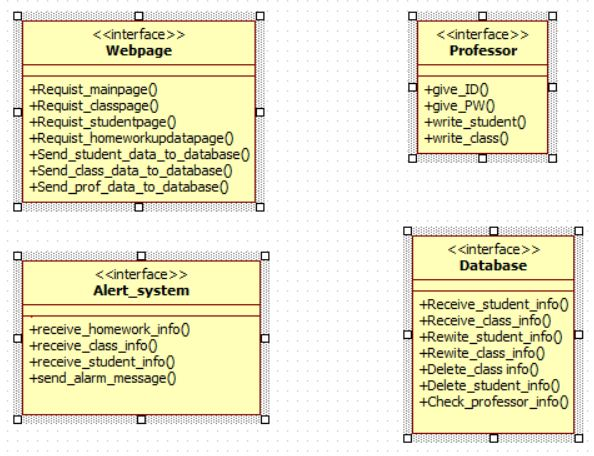 <<interface>>
Webpage
+Requist_mainpage()
+Requist_classpage()
+Requist_studentpage()
+Requist_homeworkupdatapage()
+Send_student_data_to_database()
+Send_class_data_to_database()
+Send_prof_data_to_database()
<<interface>>
Professor
+give_ID()
+give_PW()
+write_student()
+write_class()
<<interface>>
Alert_system
+receive_homework_info()
+receive_class_info()
+receive_student_info()
+send_alarm_message()
<<interface>>
Database
+Receive_student_info()
+Receive_class_info()
+Rewite_student_info()
+Rewite_class_info()
+Delete_class info()
+Delete_student_info()
+Check_professor_info()